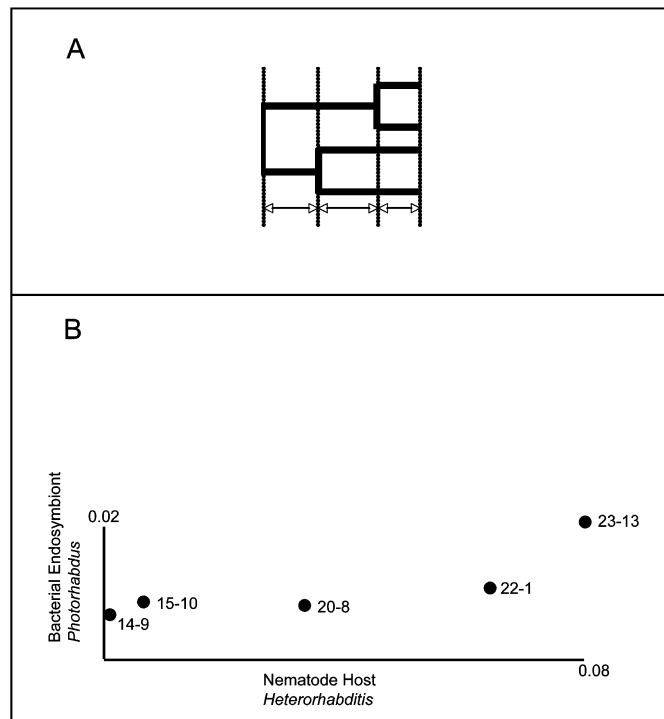 A
B
Bacterial Endosymbiont
Photorhabdus
0.02
23-13
22-1
15-10
20-8
14-9
0.08
Nematode Host
Heterorhabditis